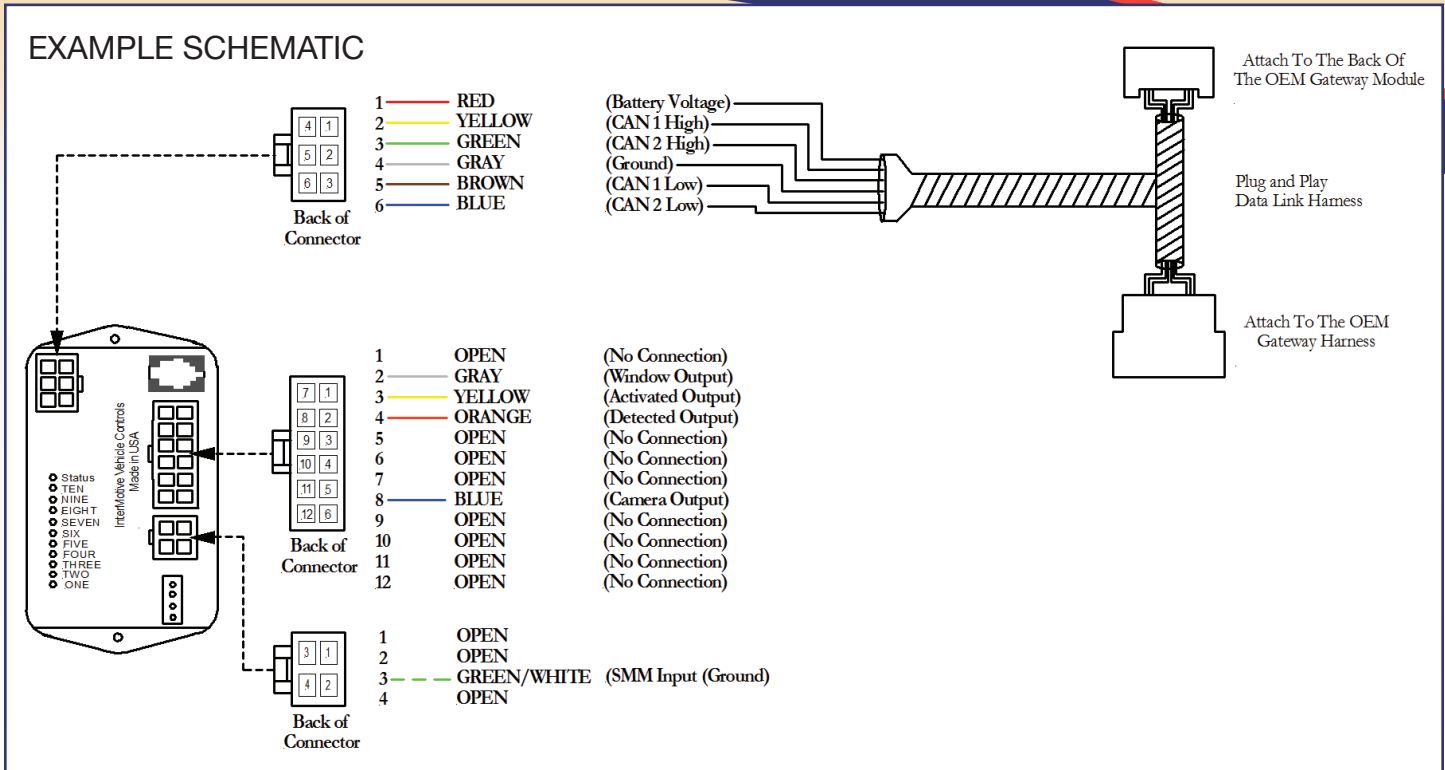 EXAMPLE SCHEMATIC
Attach To The Back Of
The OEM Gateway Module
4 1
5 2
6 3
Back of
Connector
1 RED (Battery Voltage)
2 YELLOW (CAN 1 High)
3 GREEN (CAN 2 High)
4 GRAY (Ground)
5 BROWN (CAN 1 Low)
6 BLUE (CAN 2 Low)
Plug and Play
Data Link Harness
Attach To The OEM
Gateway Harness
InterMotive Vehicle Controls
Made in USA
Status
TEN
NINE
EIGHT
SEVEN
SIX
FIVE
FOUR
THREE
TWO
ONE
7 1
8 2
9 3
10 4
11 5
12 6
Back of
Connector
1 OPEN (No Connection)
2 GRAY (Window Output)
3 YELLOW (Activated Output)
4 ORANGE (Detected Output)
5 OPEN (No Connection)
6 OPEN (No Connection)
7 OPEN (No Connection)
8 BLUE (Camera Output)
9 OPEN (No Connection)
10 OPEN (No Connection)
11 OPEN (No Connection)
12 OPEN (No Connection)
3 1
4 2
Back of
Connector
1 OPEN
2 OPEN
3 GREEN/WHITE (SMM Input (Ground)
4 OPEN